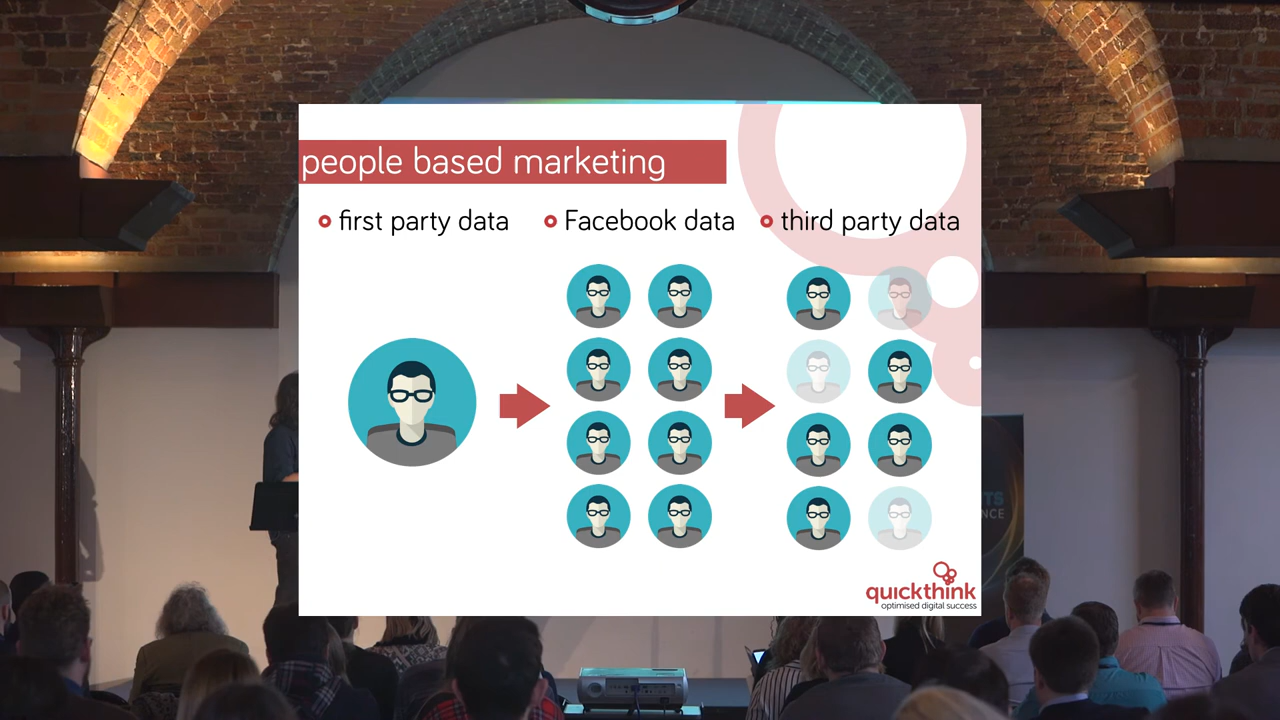 people based marketing
first party data
Facebook data
third party data
quickthink
optimised digital success